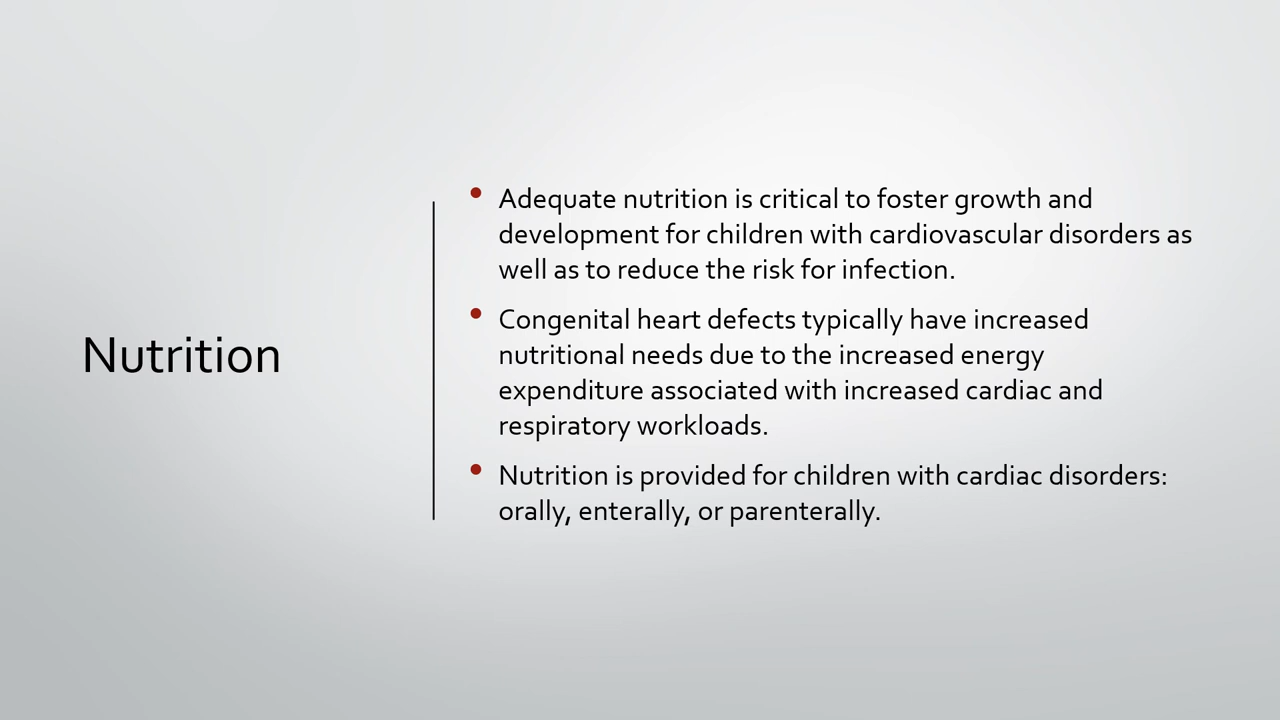 Nutrition
• Adequate nutrition is critical to foster growth and
development for children with cardiovascular disorders as
well as to reduce the risk for infection.
• Congenital heart defects typically have increased
nutritional needs due to the increased energy
expenditure associated with increased cardiac and
respiratory workloads.
• Nutrition is provided for children with cardiac disorders:
orally, enterally, or parenterally.